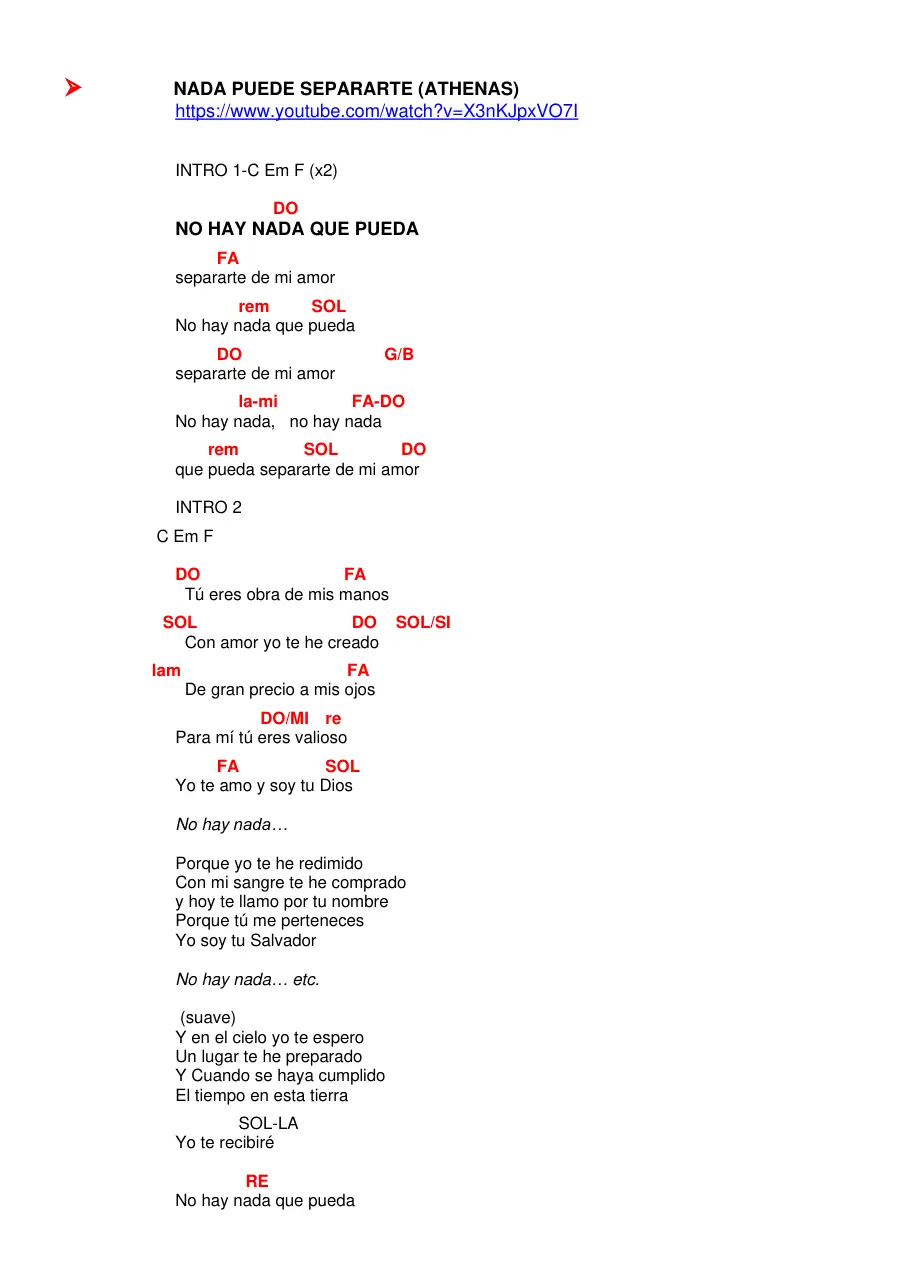 NADA PUEDE SEPARARTE (ATHENAS)
https://www.youtube.com/watch?v=X3nKJpxVO7I
INTRO 1-C Em F (x2)
DO
NO HAY NADA QUE PUEDA
FA
separarte de mi amor
rem SOL
No hay nada que pueda
DO G/B
separarte de mi amor
la-mi FA-DO
No hay nada, no hay nada
rem SOL DO
que pueda separarte de mi amor
INTRO 2
C Em F
DO FA
Tú eres obra de mis manos
SOL DO SOL/SI
Con amor yo te he creado
lam FA
De gran precio a mis ojos
DO/MI re
Para mí tú eres valioso
FA SOL
Yo te amo y soy tu Dios
No hay nada…
Porque yo te he redimido
Con mi sangre te he comprado
y hoy te llamo por tu nombre
Porque tú me perteneces
Yo soy tu Salvador
No hay nada… etc.
(suave)
Y en el cielo yo te espero
Un lugar te he preparado
Y Cuando se haya cumplido
El tiempo en esta tierra
SOL-LA
Yo te recibiré
RE
No hay nada que pueda